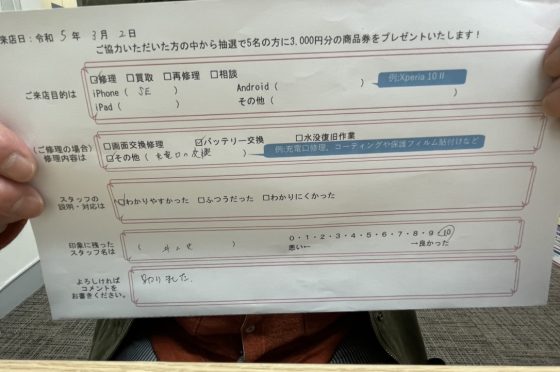 来店日：令和 5 年 3 月 2 日
ご協力いただいた方の中から抽選で5名の方に3,000円分の商品券をプレゼントいたします！
ご来店目的は
☑修理 □買取 □再修理 □相談
iPhone ( SE ) Android ( ) 例:Xperia 10 II
iPad ( ) その他 ( )
(ご修理の場合)
修理内容は
□画面交換修理 ☑バッテリー交換 □水没復旧作業
☑その他 ( 充電口の交換 例:充電口修理、コーティングや保護フィルム貼付けなど
スタッフの
説明・対応は
☑わかりやすかった □ふつうだった □わかりにくかった
印象に残った
スタッフ名は
( )
0・1・2・3・4・5・6・7・8・9・10
悪い← →良かった
よろしければ
コメントを
お書きください。
助かりました